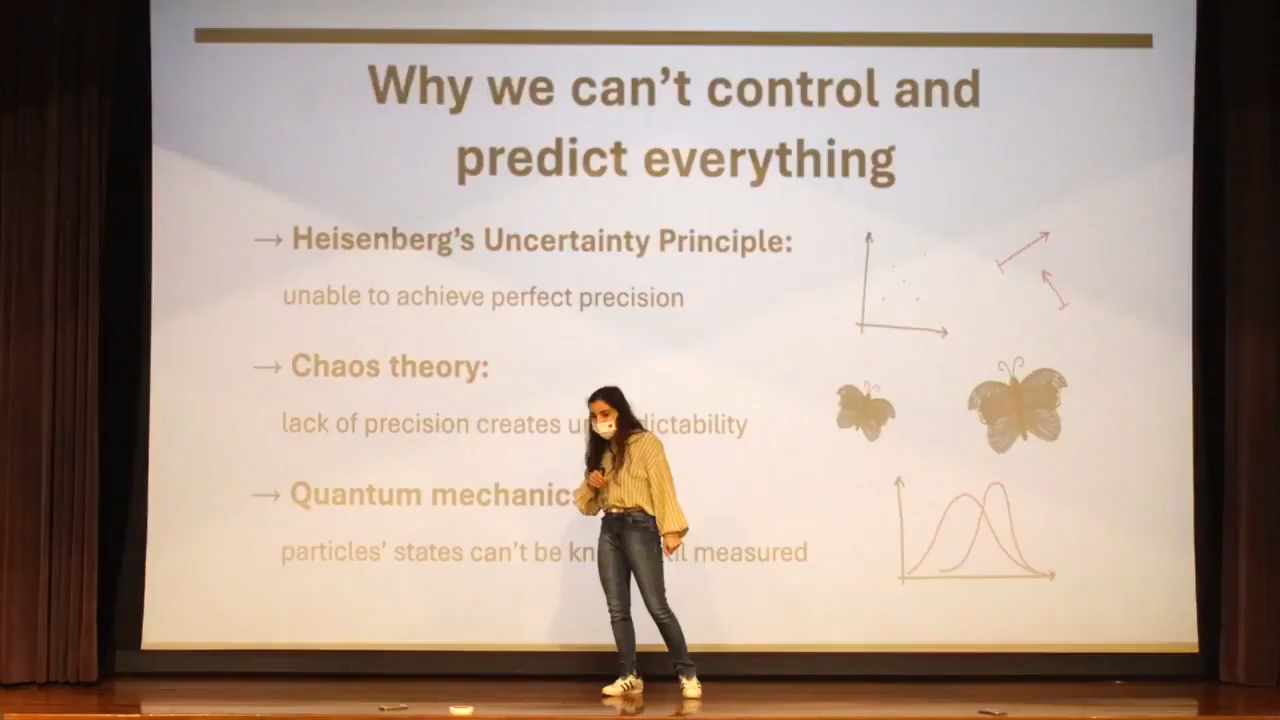 Why we can’t control and
predict everything
→ Heisenberg’s Uncertainty Principle:
unable to achieve perfect precision
→ Chaos theory:
lack of precision creates
→ Quantum mechanics
particles’ states can’t be measured